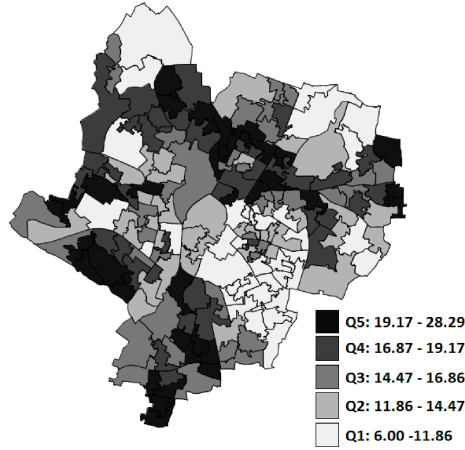 Q5: 19.17 - 28.29
Q4: 16.87 - 19.17
Q3: 14.47 - 16.86
Q2: 11.86 - 14.47
Q1: 6.00 -11.86